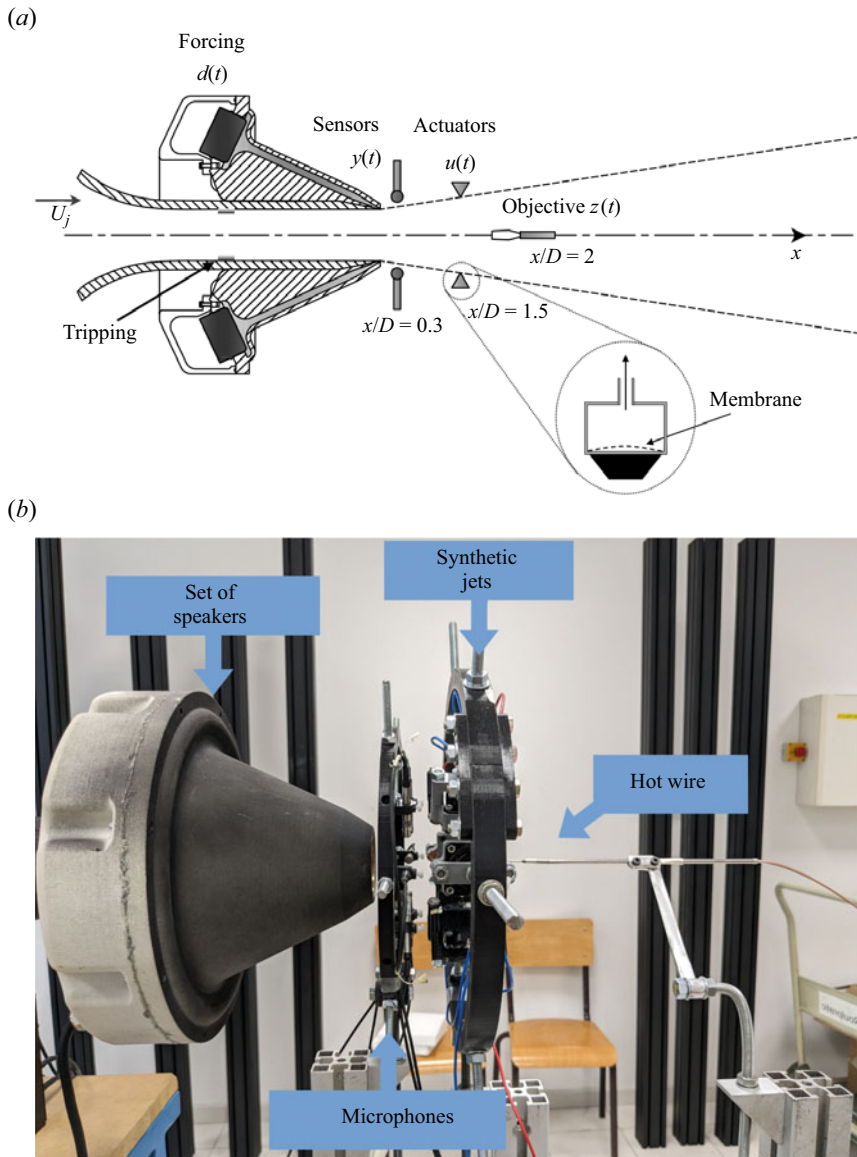 (a)
Forcing
d(t)
Sensors
y(t)
Actuators
u(t)
U_j
Objective z(t)
x/D = 2
x
Tripping
x/D = 0.3
x/D = 1.5
Membrane
(b)
Synthetic
jets
Set of
speakers
Hot wire
Microphones